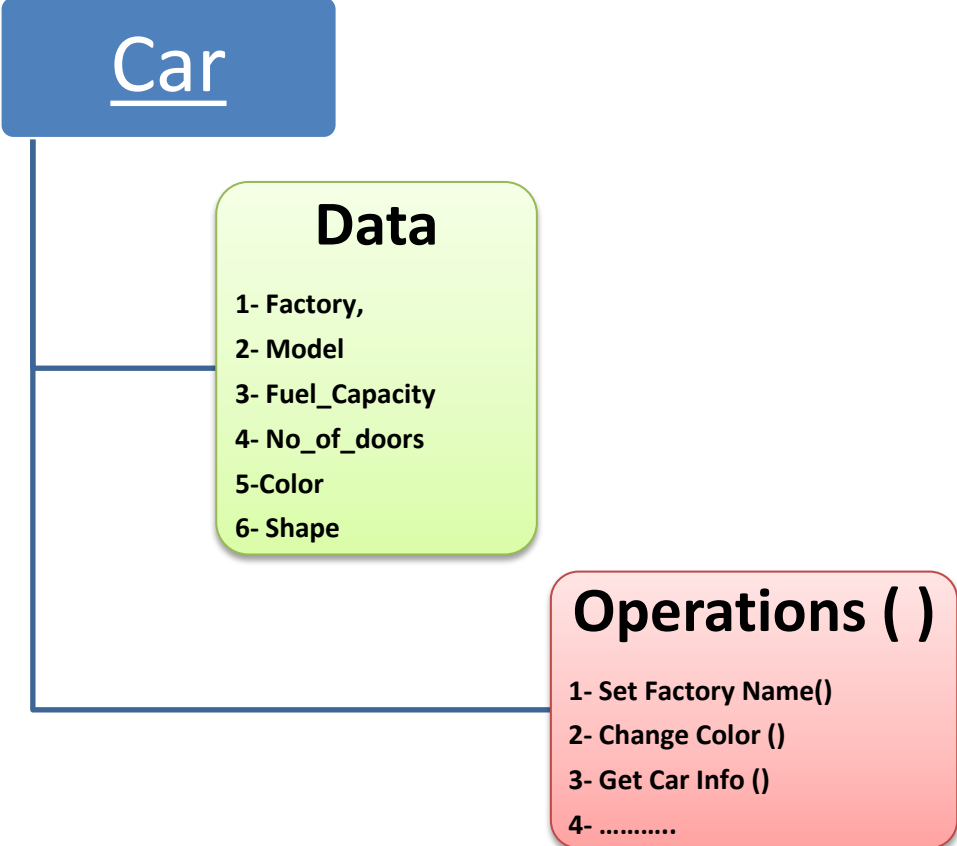 Car
Data
1- Factory,
2- Model
3- Fuel_Capacity
4- No_of_doors
5-Color
6- Shape
Operations ( )
1- Set Factory Name()
2- Change Color ()
3- Get Car Info ()
4- ………..